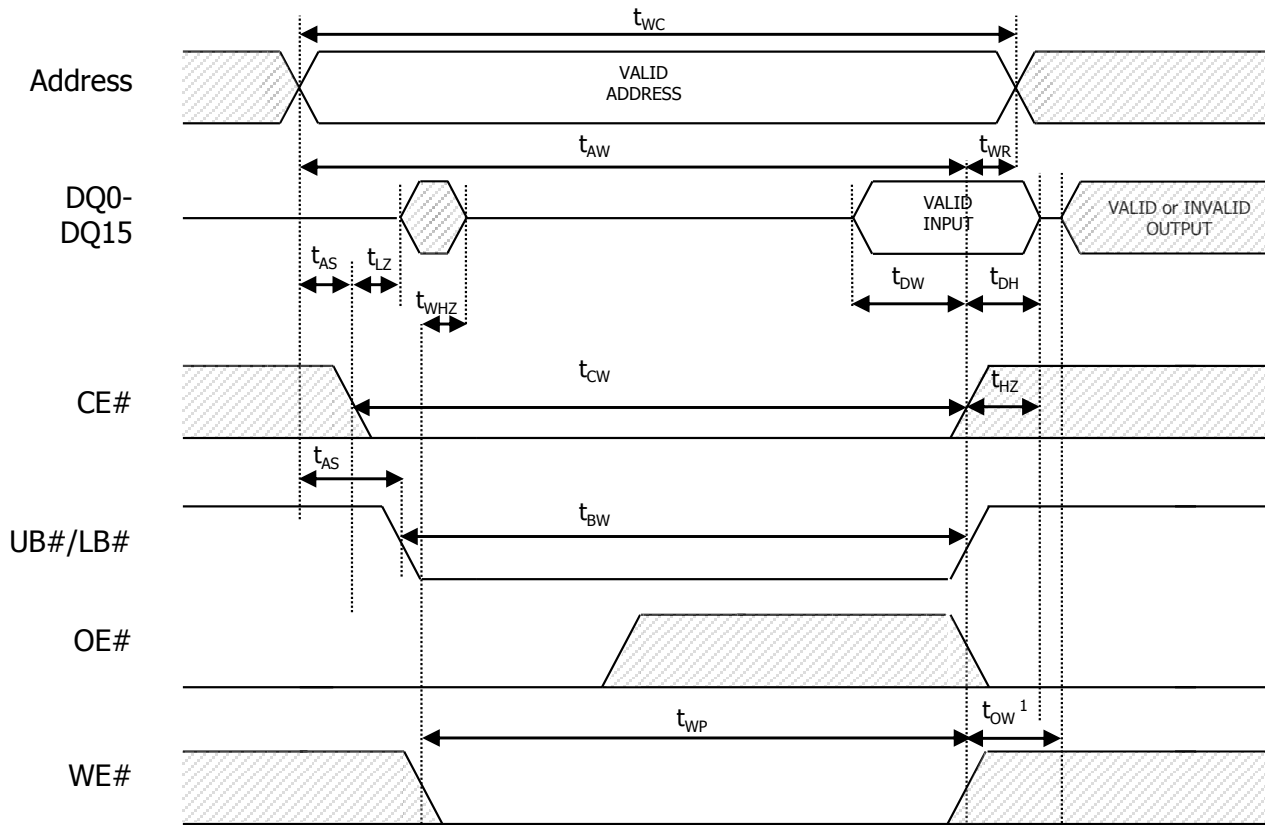 tWC
Address
VALID
ADDRESS
tAW
tWR
DQ0-
DQ15
VALID
INPUT
VALID or INVALID
OUTPUT
tAS
tLZ
tWHZ
tDW
tDH
CE#
tCW
tHZ
tAS
UB#/LB#
tBW
OE#
tWP
tOW 1
WE#